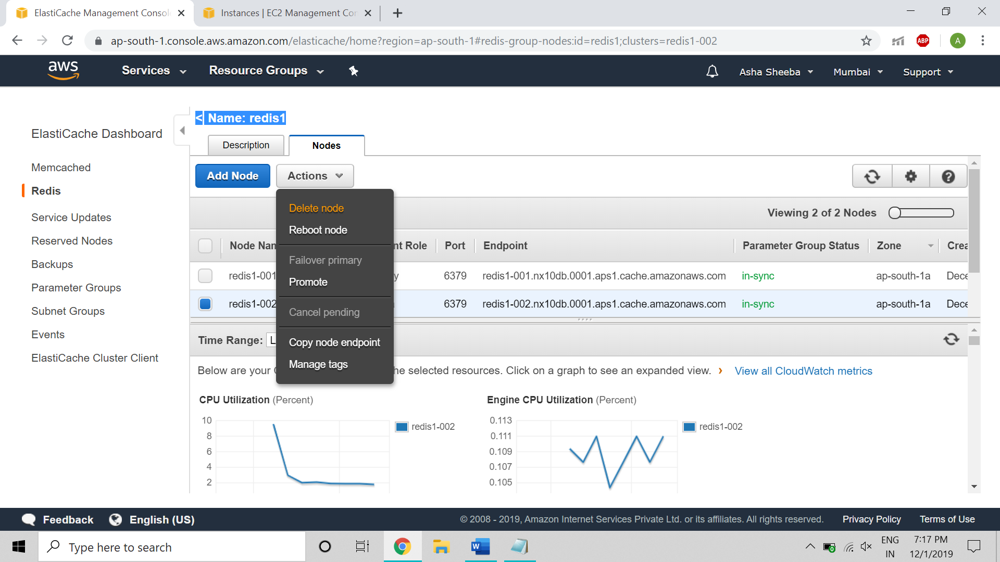 ElastiCache Management Consol
Instances | EC2 Management Con
ap-south-1.console.aws.amazon.com/elasticache/home?region=ap-south-1#redis-group-nodes:id=redis1;clusters=redis1-002
ABP
A
aws
Services
Resource Groups
Asha Sheeba
Mumbai
Support
< Name: redis1
ElastiCache Dashboard
Memcached
Redis
Service Updates
Reserved Nodes
Backups
Parameter Groups
Subnet Groups
Events
ElastiCache Cluster Client
Description
Nodes
Add Node
Actions
Delete node
Reboot node
Failover primary
Promote
Cancel pending
Copy node endpoint
Manage tags
Viewing 2 of 2 Nodes
Node Nam nt Role Port Endpoint Parameter Group Status Zone Crea
redis1-001 y 6379 redis1-001.nx10db.0001.aps1.cache.amazonaws.com in-sync ap-south-1a Dece
redis1-002 6379 redis1-002.nx10db.0001.aps1.cache.amazonaws.com in-sync ap-south-1a Dece
Time Range: L
Below are your he selected resources. Click on a graph to see an expanded view. › View all CloudWatch metrics
CPU Utilization (Percent)
10
8
6
4
2
redis1-002
Engine CPU Utilization (Percent)
0.113
0.111
0.109
0.107
0.105
redis1-002
Feedback
English (US)
© 2008 - 2019, Amazon Internet Services Private Ltd. or its affiliates. All rights reserved.
Privacy Policy
Terms of Use
Type here to search
W
ENG
IN
7:17 PM
12/1/2019